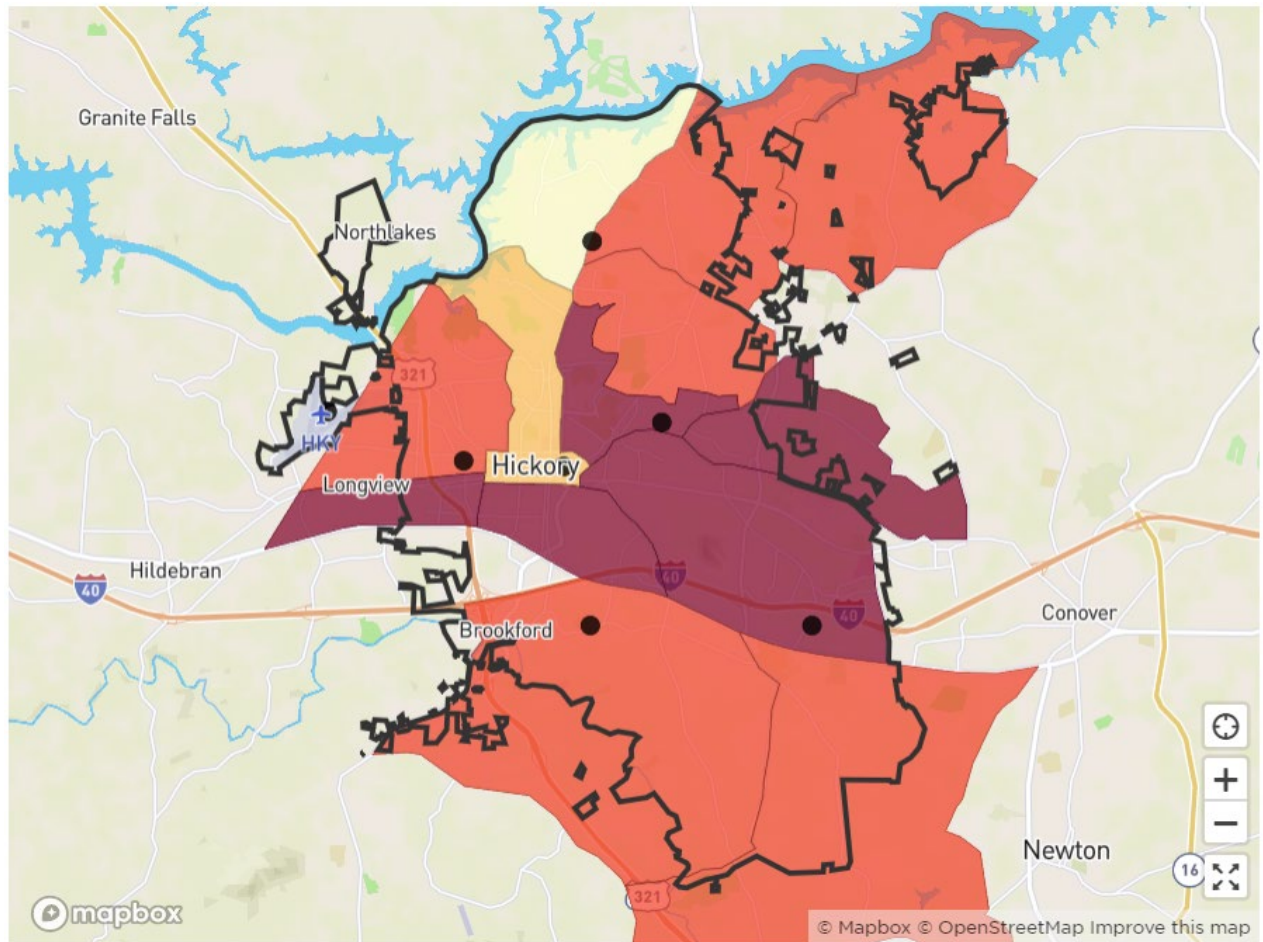 Granite Falls
Northlakes
321
HKY
Hickory
Longview
Hildebran
40
40
40
Conover
Brookford
Newton
16
321
mapbox
© Mapbox © OpenStreetMap Improve this map